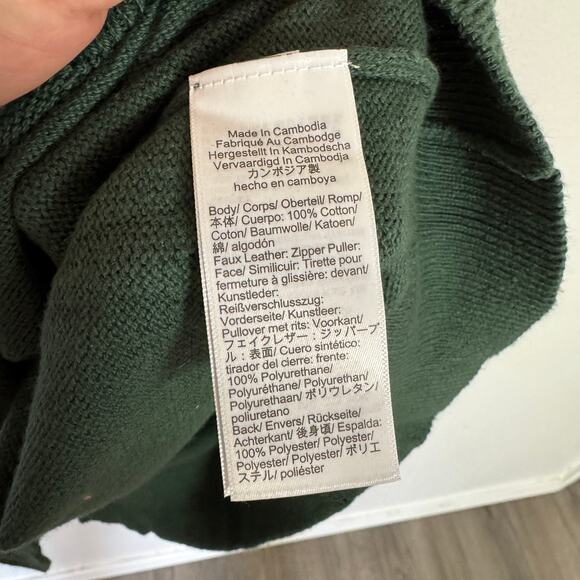 Made In Cambodia
Fabriqué Au Cambodge
Hergestellt In Kambodscha
Vervaardigd In Cambodja
カンボジア製
hecho en camboya
Body/ Corps/ Oberteil/ Romp/
本体/ Cuerpo: 100% Cotton/
Coton/ Baumwolle/ Katoen/
綿/ algodón
Faux Leather: Zipper Puller:
Face/ Similicuir: Tirette pour
fermeture à glissière: devant/
Kunstleder:
Reißverschlusszug:
Vorderseite/ Kunstleer:
Pullover met rits: Voorkant/
フェイクレザー：ジッパープ
ル：表面/ Cuero sintético:
tirador del cierre: frente:
100% Polyurethane/
Polyuréthane/ Polyurethan/
Polyurethaan/ ポリウレタン/
poliuretano
Back/ Envers/ Rückseite/
Achterkant/ 後身頃/ Espalda:
100% Polyester/ Polyester/
Polyester/ Polyester/ ポリエ
ステル/ poliéster